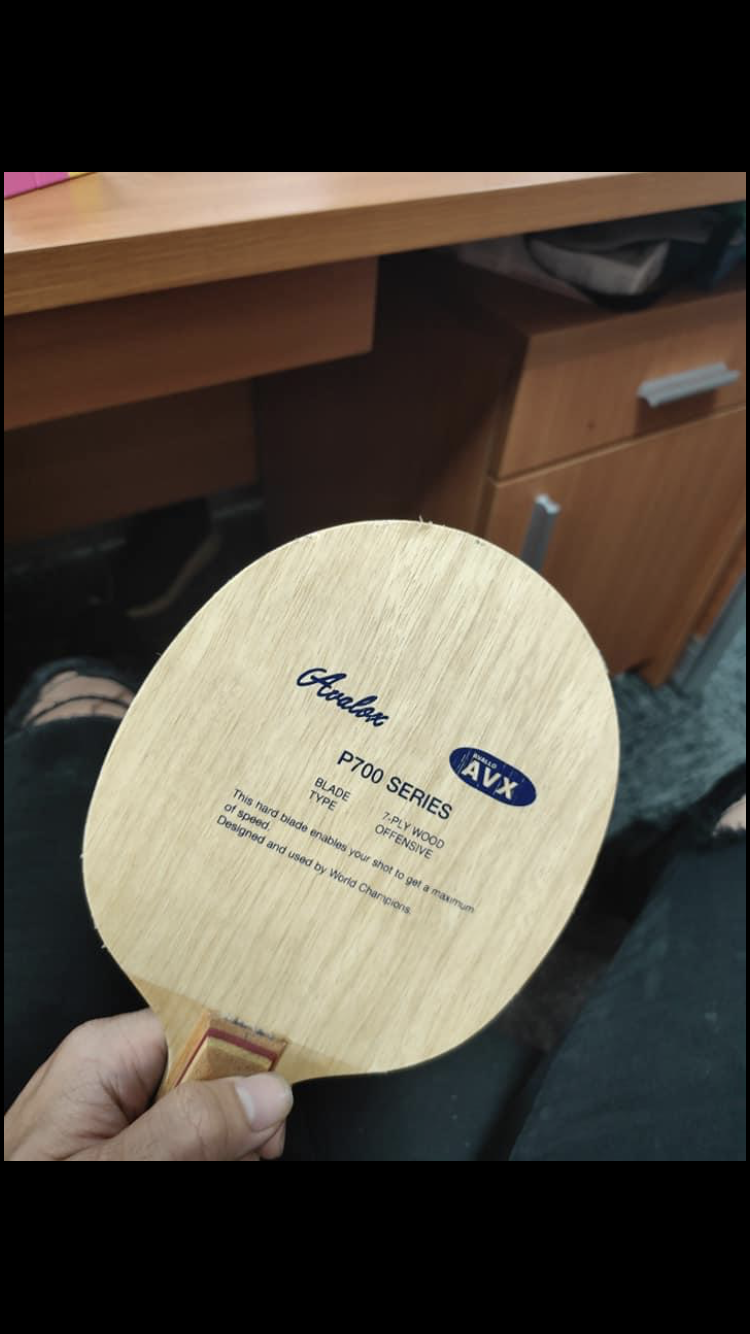 Avalox
AVALLO
AVX
P700 SERIES
BLADE 7-PLY WOOD
TYPE OFFENSIVE
This hard blade enables your shot to get a maximum
of speed.
Designed and used by World Champions.